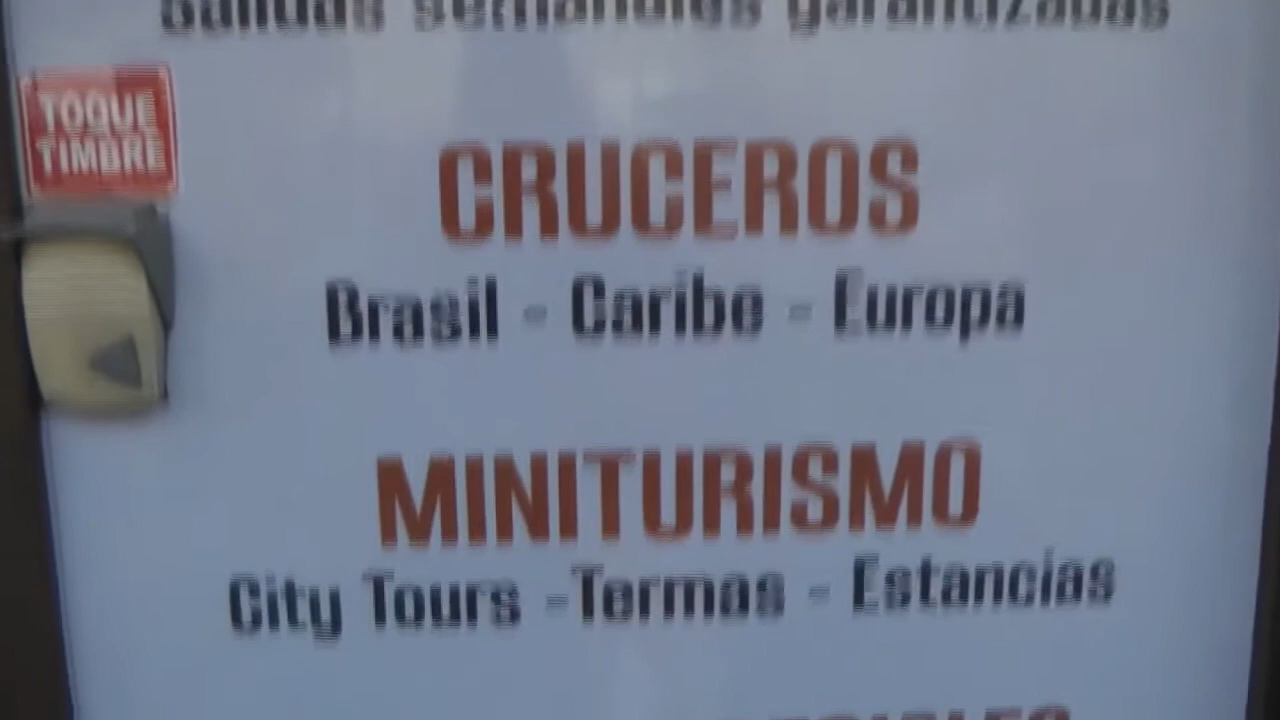 Salidas semanales garantizadas
TOQUE
TIMBRE
CRUCEROS
Brasil - Caribe - Europa
MINITURISMO
City Tours -Termas - Estancias